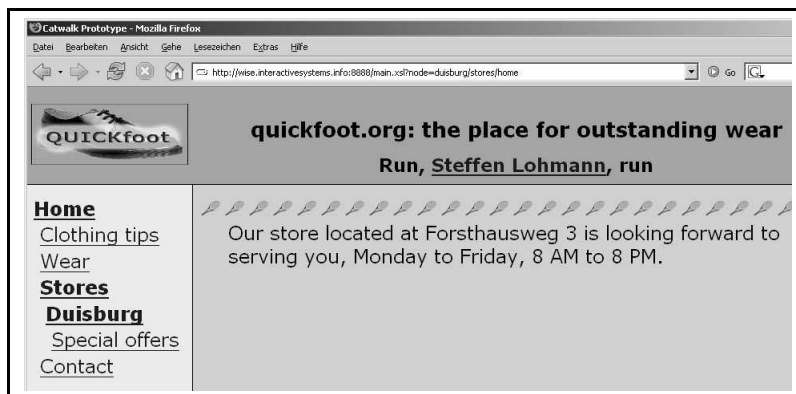 Catwalk Prototype - Mozilla Firefox
Datei Bearbeiten Ansicht Gehe Lesezeichen Extras Hilfe
http://wise.interactivesystems.info:8888/main.xsl?node=duisburg/stores/home Go G
QUICKfoot
quickfoot.org: the place for outstanding wear
Run, Steffen Lohmann, run
Home
Clothing tips
Wear
Stores
Duisburg
Special offers
Contact
Our store located at Forsthausweg 3 is looking forward to
serving you, Monday to Friday, 8 AM to 8 PM.